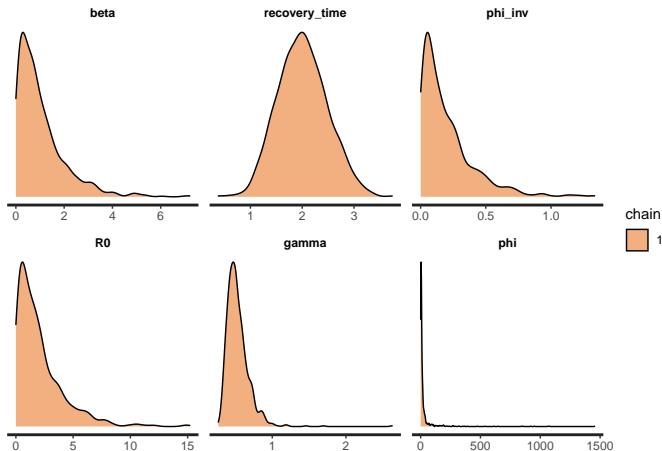 beta recovery_time phi_inv
0 2 4 6 1 2 3 0.0 0.5 1.0
chain
1
R0 gamma phi
0 5 10 15 1 2 0 500 1000 1500